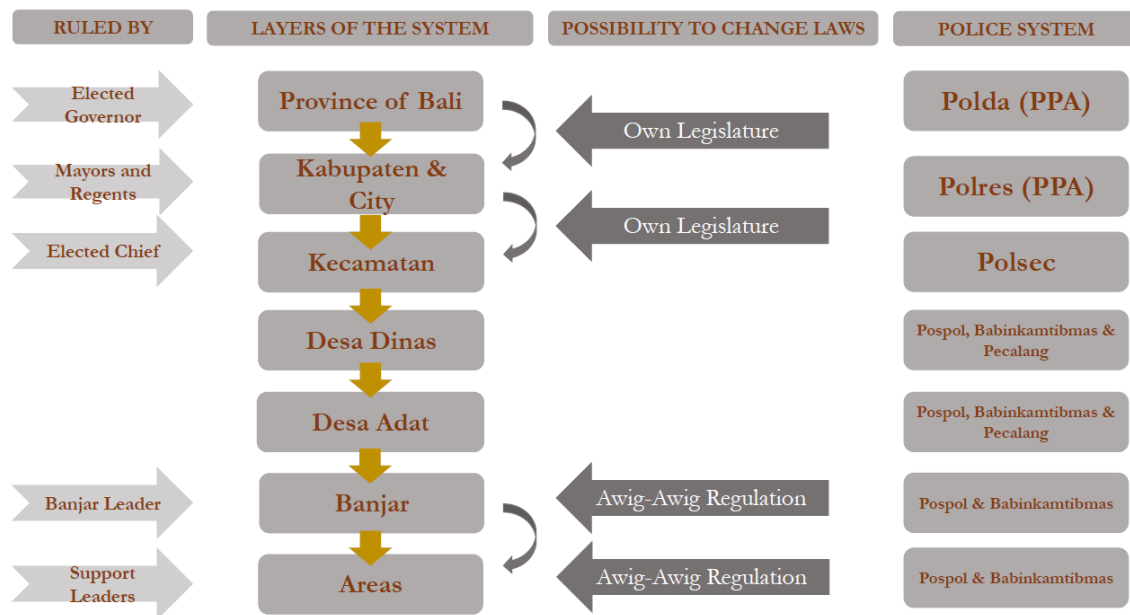 RULED BY
LAYERS OF THE SYSTEM
POSSIBILITY TO CHANGE LAWS
POLICE SYSTEM
Elected
Governor
Province of Bali
Own Legislature
Polda (PPA)
Mayors and
Regents
Kabupaten &
City
Own Legislature
Polres (PPA)
Elected Chief
Kecamatan
Polsec
Desa Dinas
Pospol, Babinkamtibmas &
Pecalang
Desa Adat
Pospol, Babinkamtibmas &
Pecalang
Banjar Leader
Banjar
Awig-Awig Regulation
Pospol & Babinkamtibmas
Support
Leaders
Areas
Awig-Awig Regulation
Pospol & Babinkamtibmas